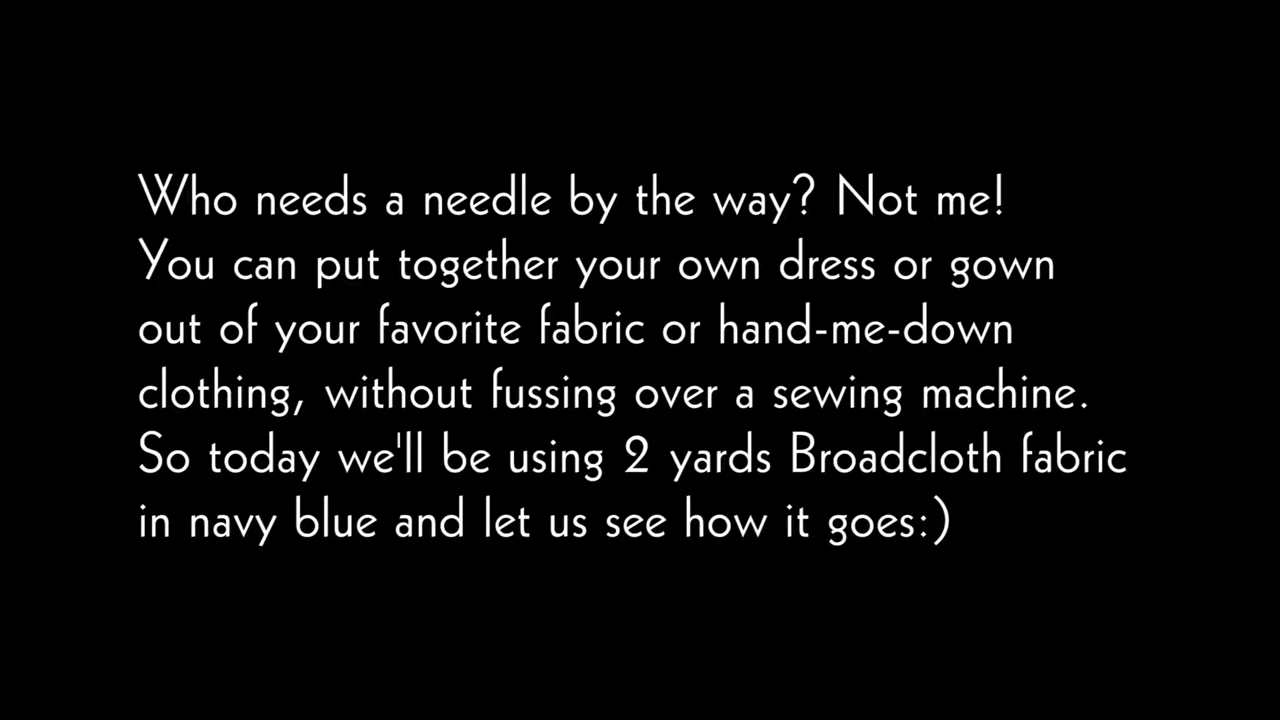 Who needs a needle by the way? Not me!
You can put together your own dress or gown
out of your favorite fabric or hand-me-down
clothing, without fussing over a sewing machine.
So today we'll be using 2 yards Broadcloth fabric
in navy blue and let us see how it goes:)